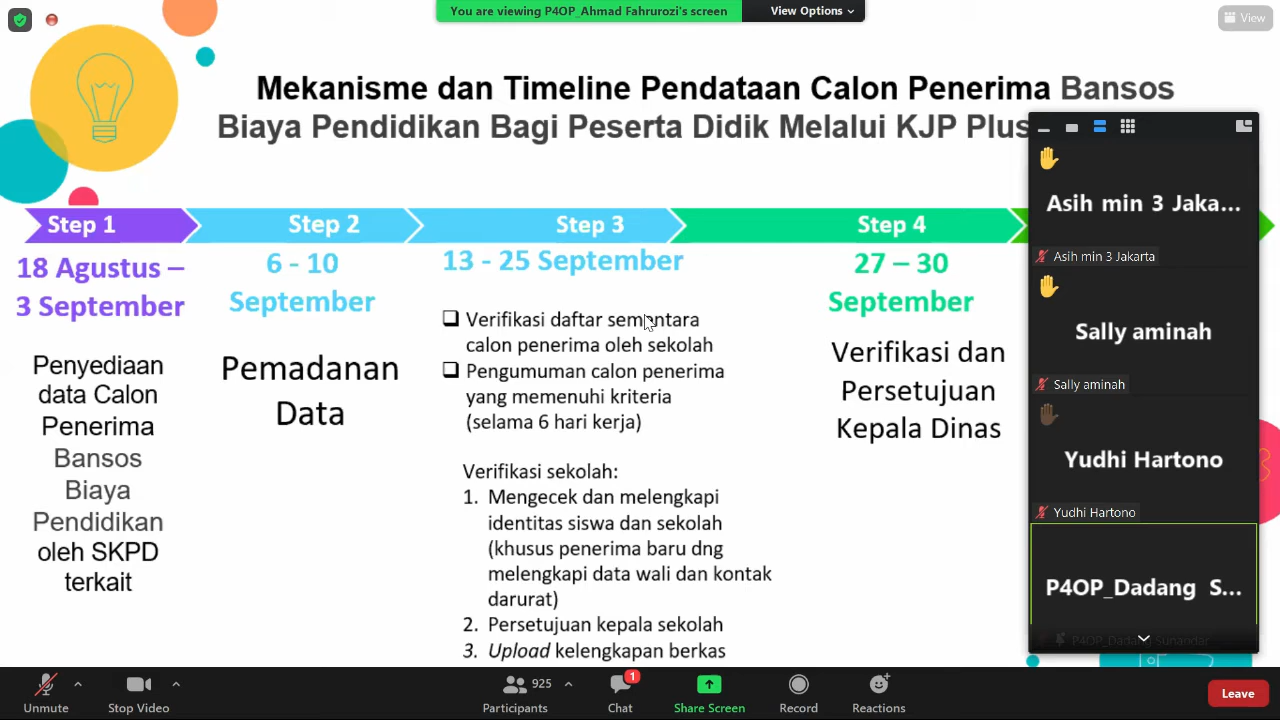 You are viewing P4OP_Ahmad Fahrurozi's screen
View Options
View
Mekanisme dan Timeline Pendataan Calon Penerima Bansos
Biaya Pendidikan Bagi Peserta Didik Melalui KJP Plus
Step 1
Step 2
Step 3
Step 4
18 Agustus –
3 September
Penyediaan
data Calon
Penerima
Bansos
Biaya
Pendidikan
oleh SKPD
terkait
6 - 10
September
Pemadanan
Data
13 - 25 September
Verifikasi daftar sementara
calon penerima oleh sekolah
Pengumuman calon penerima
yang memenuhi kriteria
(selama 6 hari kerja)
Verifikasi sekolah:
1. Mengecek dan melengkapi
identitas siswa dan sekolah
(khusus penerima baru dng
melengkapi data wali dan kontak
darurat)
2. Persetujuan kepala sekolah
3. Upload kelengkapan berkas
27 – 30
September
Verifikasi dan
Persetujuan
Kepala Dinas
Asih min 3 Jaka...
Asih min 3 Jakarta
Sally aminah
Sally aminah
Yudhi Hartono
Yudhi Hartono
P4OP_Dadang S...
P4OP_Dadang Sunandar
Unmute
Stop Video
Participants
925
Chat
1
Share Screen
Record
Reactions
Leave